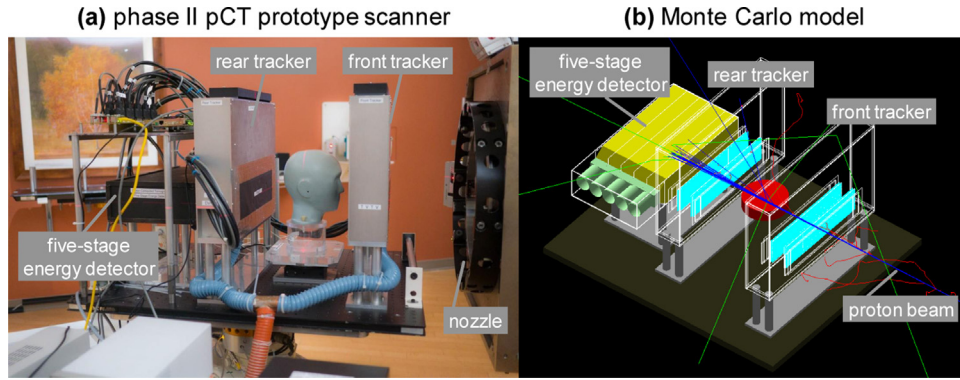 (a) phase II pCT prototype scanner
rear tracker
front tracker
five-stage
energy detector
nozzle
(b) Monte Carlo model
five-stage
energy detector
rear tracker
front tracker
proton beam